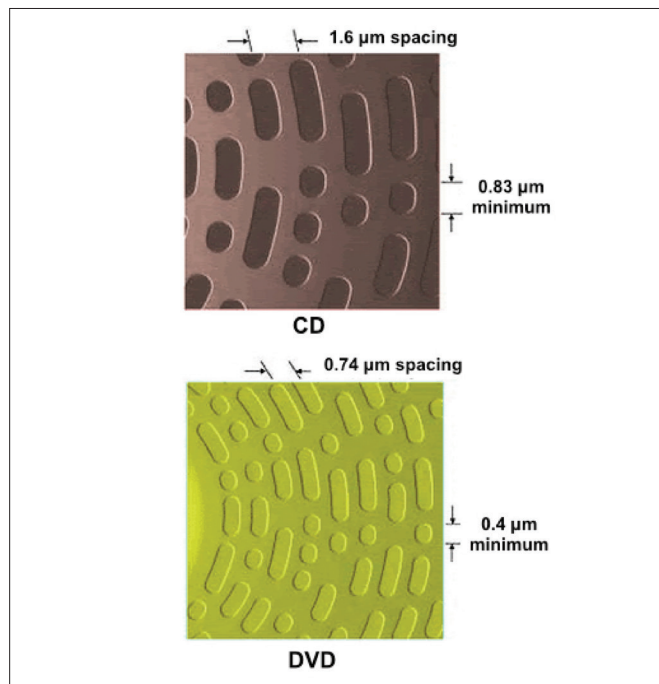 1.6 µm spacing
0.83 µm
minimum
CD
0.74 µm spacing
0.4 µm
minimum
DVD